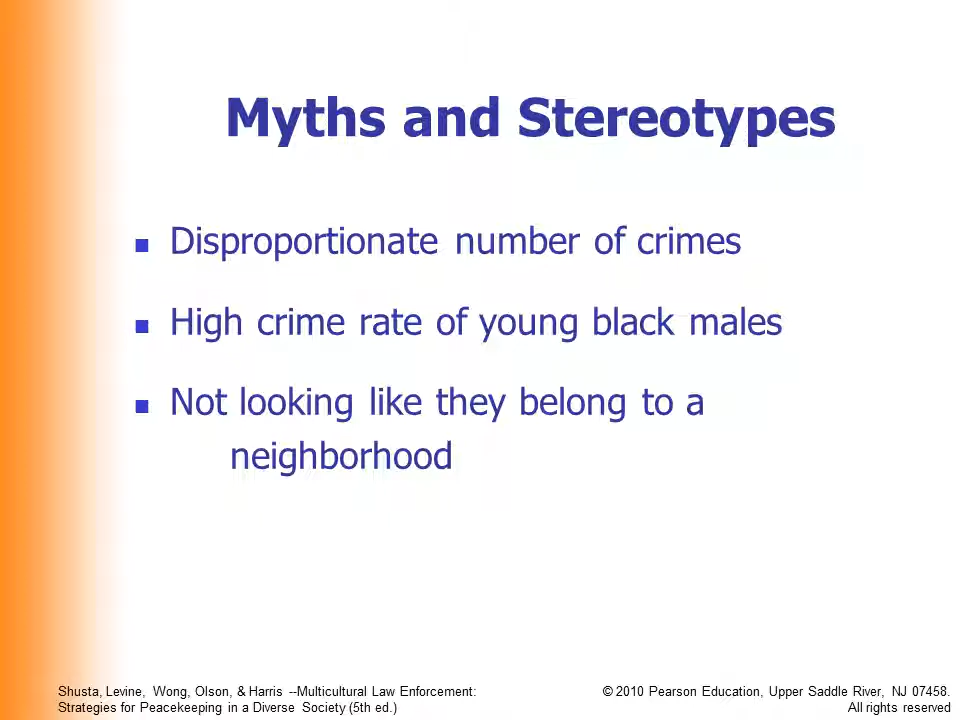 Myths and Stereotypes
Disproportionate number of crimes
High crime rate of young black males
Not looking like they belong to a
neighborhood
Shusta, Levine, Wong, Olson, & Harris --Multicultural Law Enforcement:
Strategies for Peacekeeping in a Diverse Society (5th ed.)
© 2010 Pearson Education, Upper Saddle River, NJ 07458.
All rights reserved